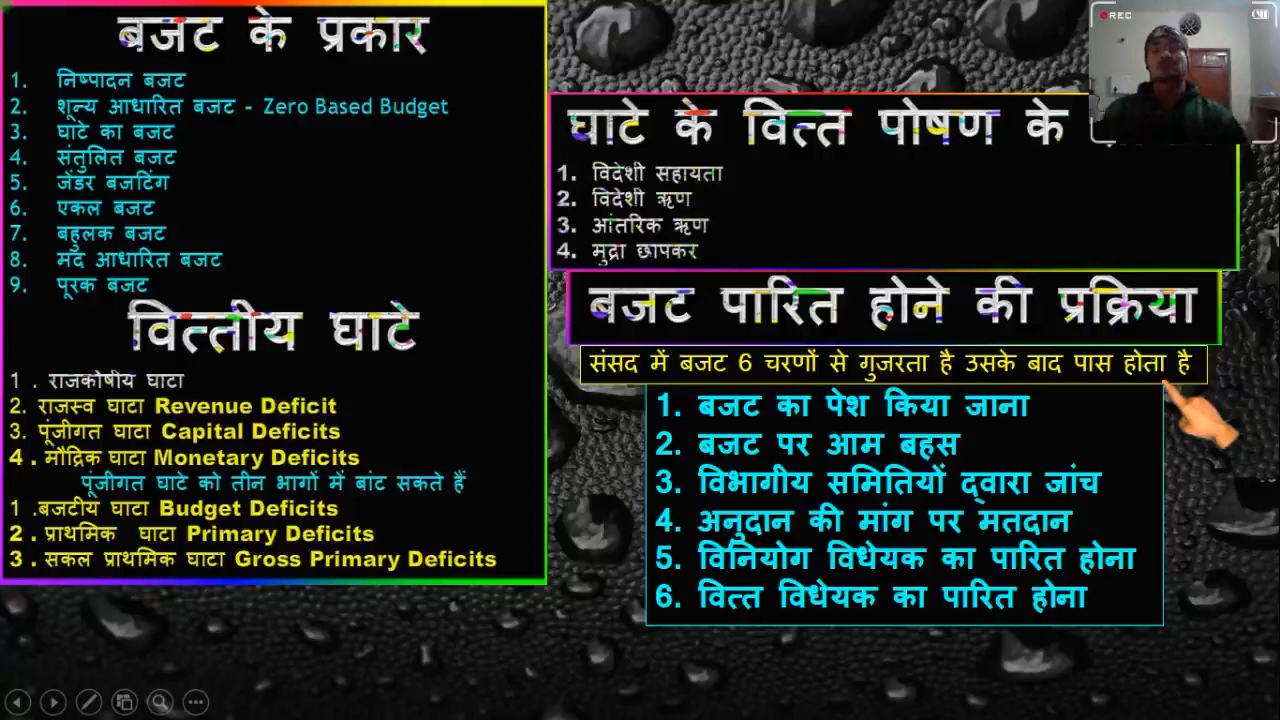 बजट के प्रकार
1. निष्पादन बजट
2. शून्य आधारित बजट - Zero Based Budget
3. घाटे का बजट
4. संतुलित बजट
5. जेंडर बजटिंग
6. एकल बजट
7. बहुलक बजट
8. मद आधारित बजट
9. पूरक बजट
वित्तीय घाटे
1 . राजकोषीय घाटा
2. राजस्व घाटा Revenue Deficit
3. पूंजीगत घाटा Capital Deficits
4 . मौद्रिक घाटा Monetary Deficits
पूंजीगत घाटे को तीन भागों में बांट सकते हैं
1 .बजटीय घाटा Budget Deficits
2 . प्राथमिक घाटा Primary Deficits
3 . सकल प्राथमिक घाटा Gross Primary Deficits
REC
घाटे के वित्त पोषण के
1. विदेशी सहायता
2. विदेशी ऋण
3. आंतरिक ऋण
4. मुद्रा छापकर
बजट पारित होने की प्रक्रिया
संसद में बजट 6 चरणों से गुजरता है उसके बाद पास होता है
1. बजट का पेश किया जाना
2. बजट पर आम बहस
3. विभागीय समितियों द्वारा जांच
4. अनुदान की मांग पर मतदान
5. विनियोग विधेयक का पारित होना
6. वित्त विधेयक का पारित होना